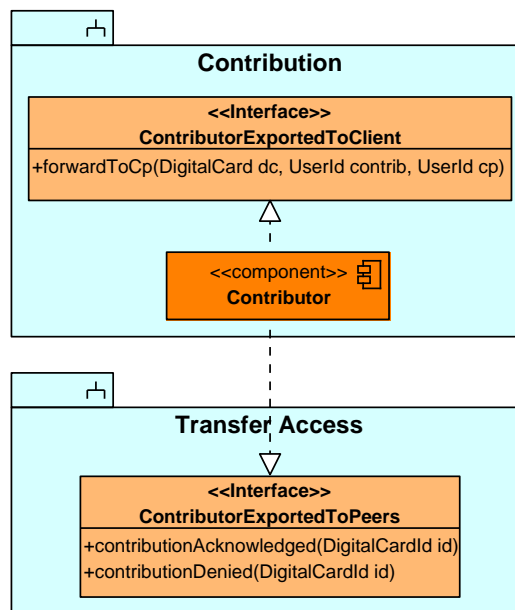 Contribution
<<Interface>>
ContributorExportedToClient
+forwardToCp(DigitalCard dc, UserId contrib, UserId cp)
<<component>>
Contributor
Transfer Access
<<Interface>>
ContributorExportedToPeers
+contributionAcknowledged(DigitalCardId id)
+contributionDenied(DigitalCardId id)